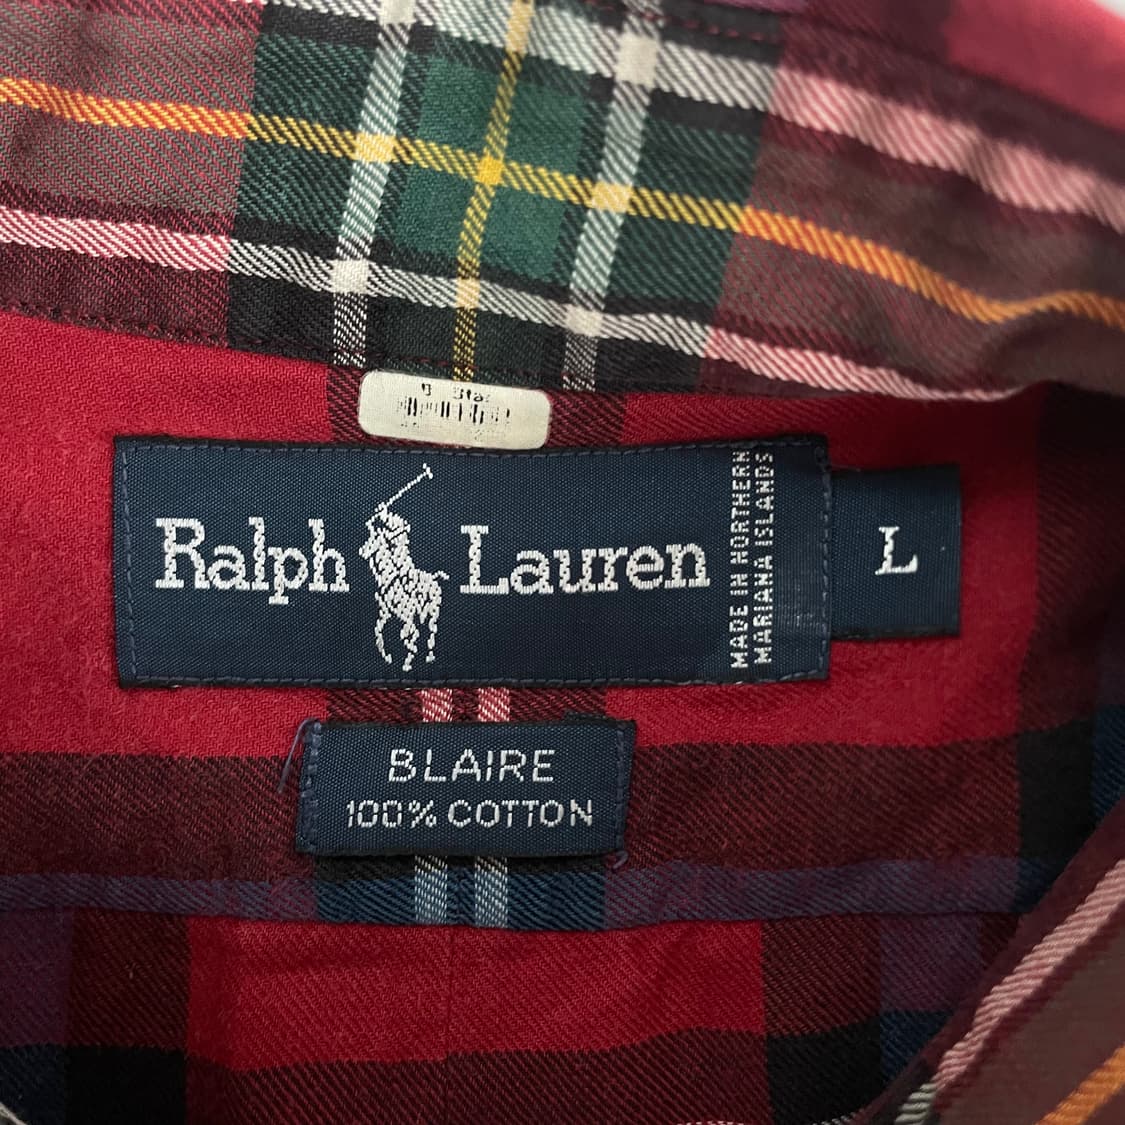 Ralph Lauren
MADE IN NORTHERN
MARIANA ISLANDS
L
BLAIRE
100% COTTON